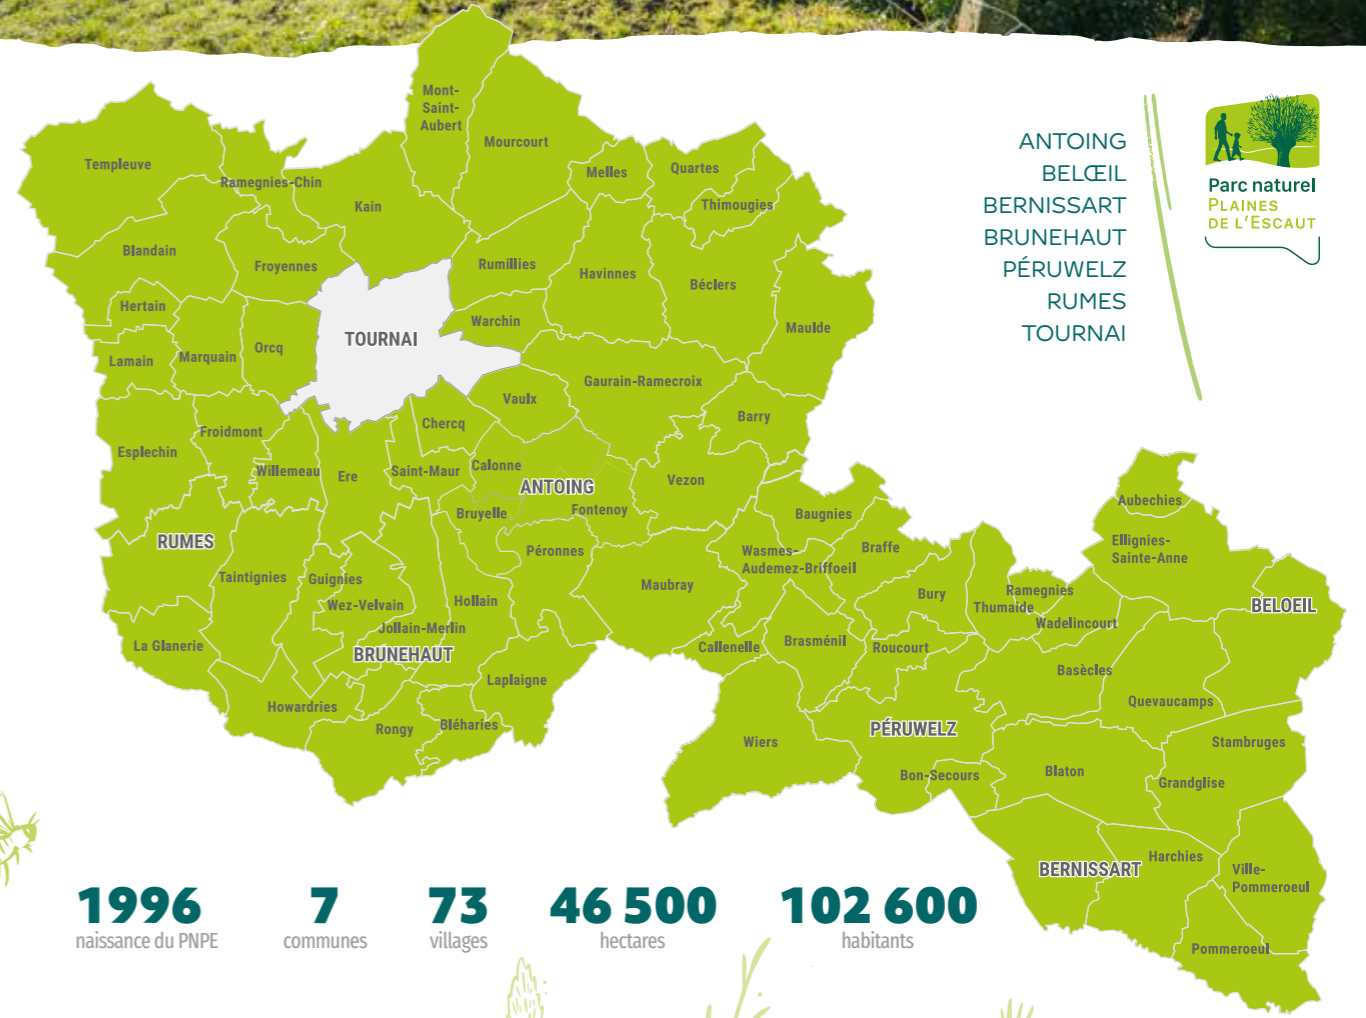 ANTOING
BELŒIL
BERNISSART
BRUNEHAUT
PÉRUWELZ
RUMES
TOURNAI
Parc naturel
PLAINES
DE L'ESCAUT
Mont-
Saint-
Aubert
Mourcourt
Templeuve
Ramegnies-Chin
Kain
Melles
Quartes
Thimougies
Blandain
Froyennes
Rumillies
Havinnes
Béclers
Hertain
Warchin
Maulde
Lamain
Marquain
Orcq
TOURNAI
Gaurain-Ramecroix
Vaulx
Barry
Chercq
Froidmont
Esplechin
Willemeau
Ere
Saint-Maur
Calonne
ANTOING
Vezon
Bruyelle
Fontenoy
RUMES
Péronnes
Baugnies
Wasmes-
Audemez-Briffoeil
Braffe
Aubechies
Ellignies-
Sainte-Anne
Taintignies
Guignies
Wez-Velvain
Hollain
Maubray
Bury
Ramegnies
Thumaide
Wadelincourt
BELOEIL
Jollain-Merlin
BRUNEHAUT
La Glanerie
Callenelle
Brasménil
Roucourt
Basècles
Laplaigne
Howardries
Rongy
Bléharies
Quevaucamps
Wiers
PÉRUWELZ
Stambruges
Bon-Secours
Blaton
Grandglise
BERNISSART
Harchies
Ville-
Pommeroeul
Pommeroeul
1996
naissance du PNPE
7
communes
73
villages
46 500
hectares
102 600
habitants